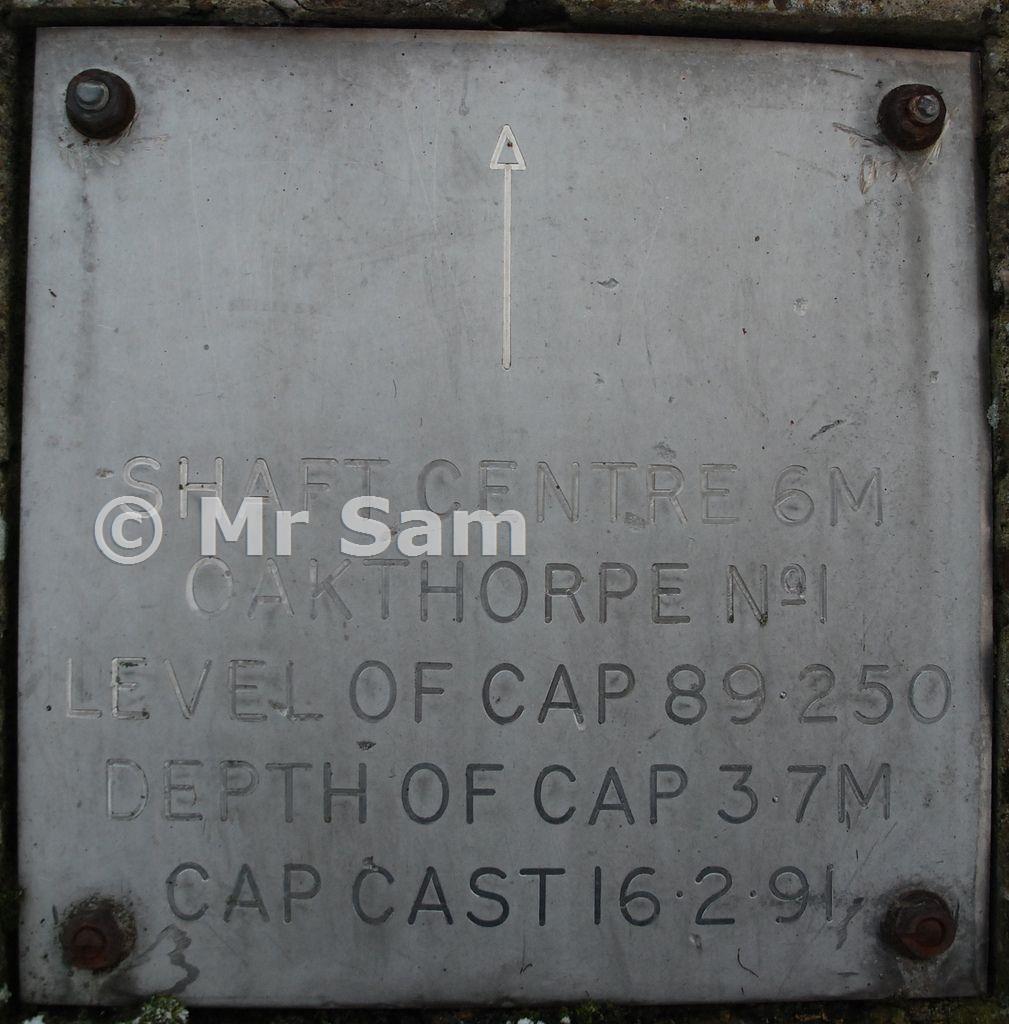 SHAFT CENTRE 6M
© Mr Sam
OAKTHORPE Nº1
LEVEL OF CAP 89·250
DEPTH OF CAP 3·7M
CAP CAST 16·2·91